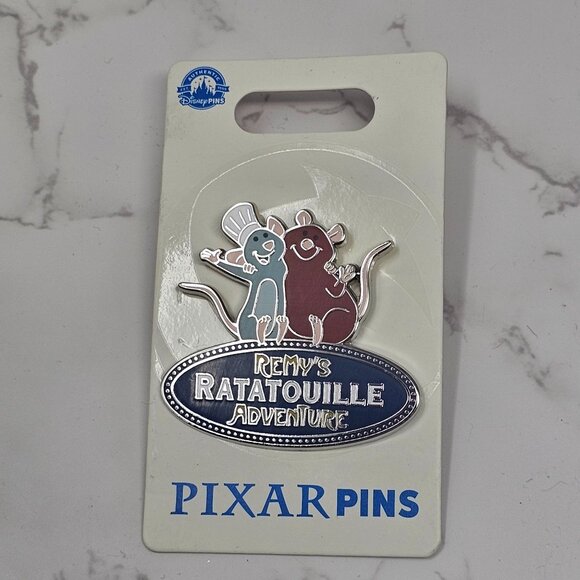 AUTHENTIC
DISNEY PINS
REMY'S
RATATOUILLE
ADVENTURE
PIXAR PINS